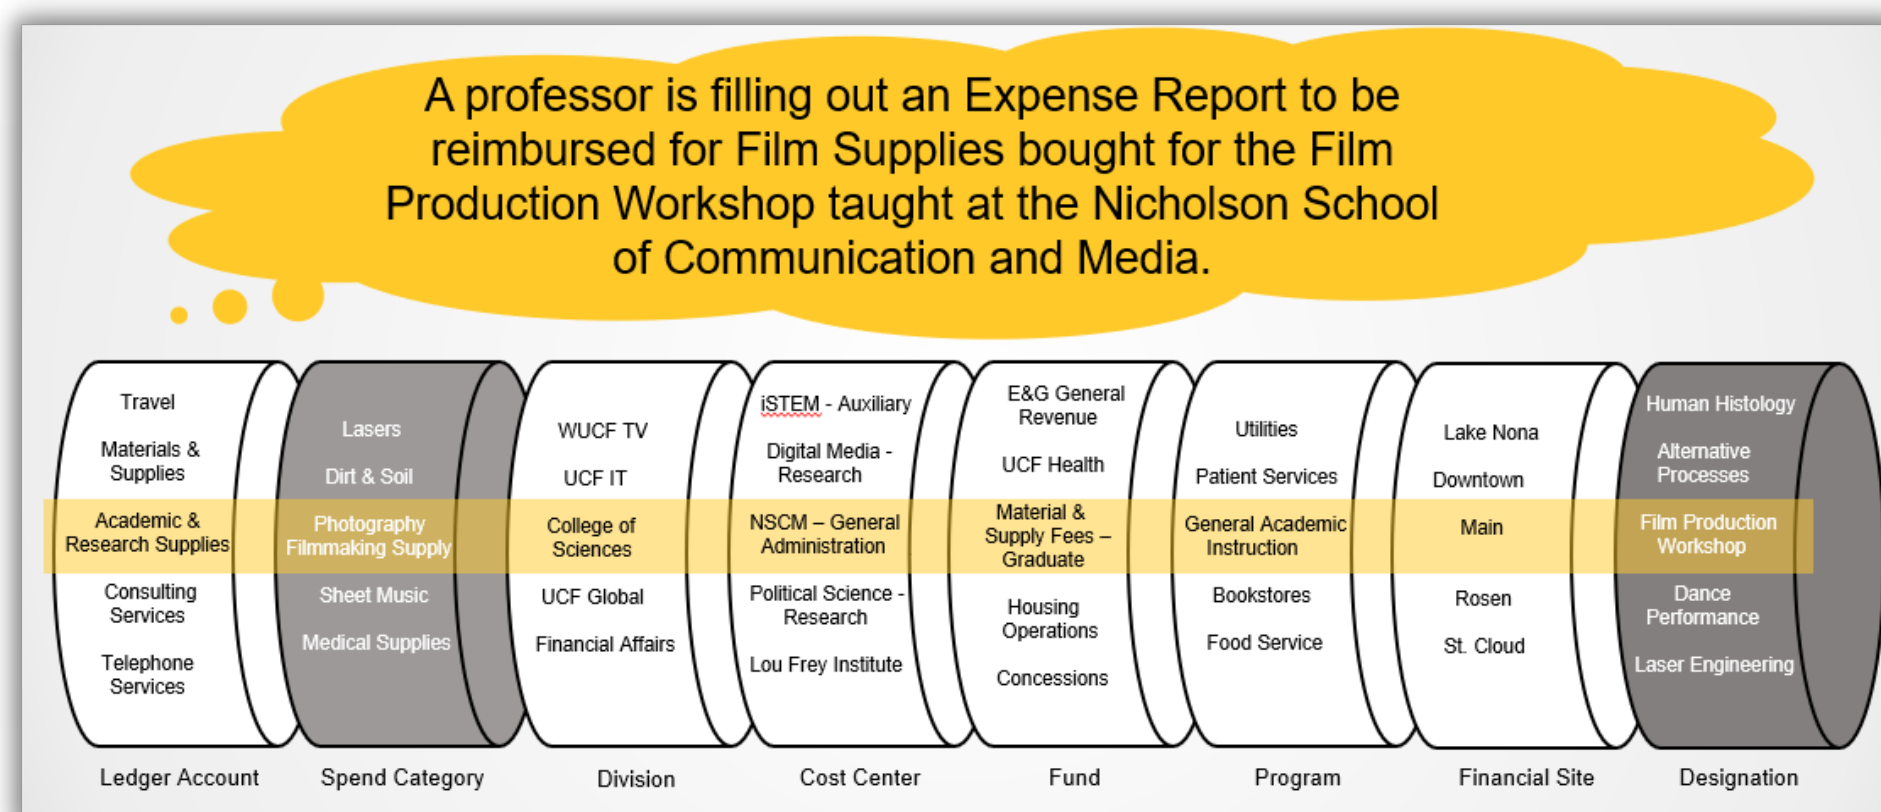 A professor is filling out an Expense Report to be
reimbursed for Film Supplies bought for the Film
Production Workshop taught at the Nicholson School
of Communication and Media.
Travel
Materials &
Supplies
Academic &
Research Supplies
Consulting
Services
Telephone
Services
Ledger Account
Lasers
Dirt & Soil
Photography
Filmmaking Supply
Sheet Music
Medical Supplies
Spend Category
WUCF TV
UCF IT
College of
Sciences
UCF Global
Financial Affairs
Division
iSTEM - Auxiliary
Digital Media -
Research
NSCM – General
Administration
Political Science -
Research
Lou Frey Institute
Cost Center
E&G General
Revenue
UCF Health
Material &
Supply Fees –
Graduate
Housing
Operations
Concessions
Fund
Utilities
Patient Services
General Academic
Instruction
Bookstores
Food Service
Program
Lake Nona
Downtown
Main
Rosen
St. Cloud
Financial Site
Human Histology
Alternative
Processes
Film Production
Workshop
Dance
Performance
Laser Engineering
Designation